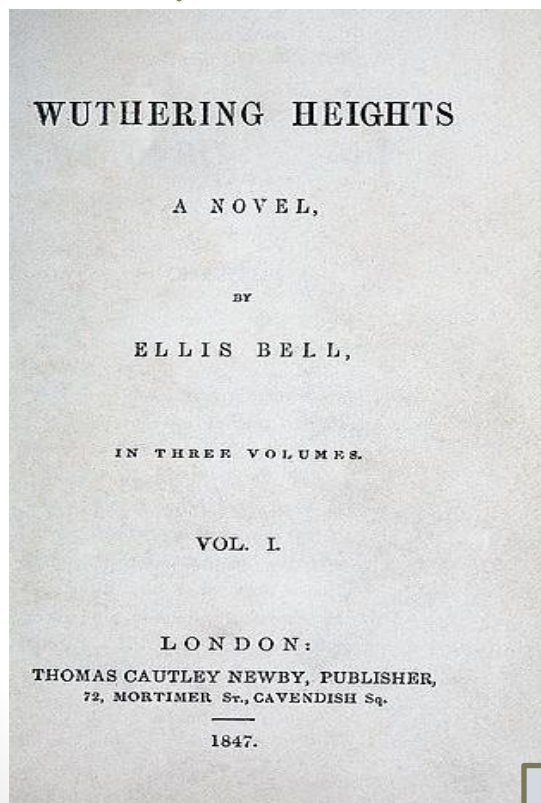 WUTHERING HEIGHTS
A NOVEL,
BY
ELLIS BELL,
IN THREE VOLUMES.
VOL. I.
LONDON:
THOMAS CAUTLEY NEWBY, PUBLISHER,
72, MORTIMER St., CAVENDISH Sq.
1847.